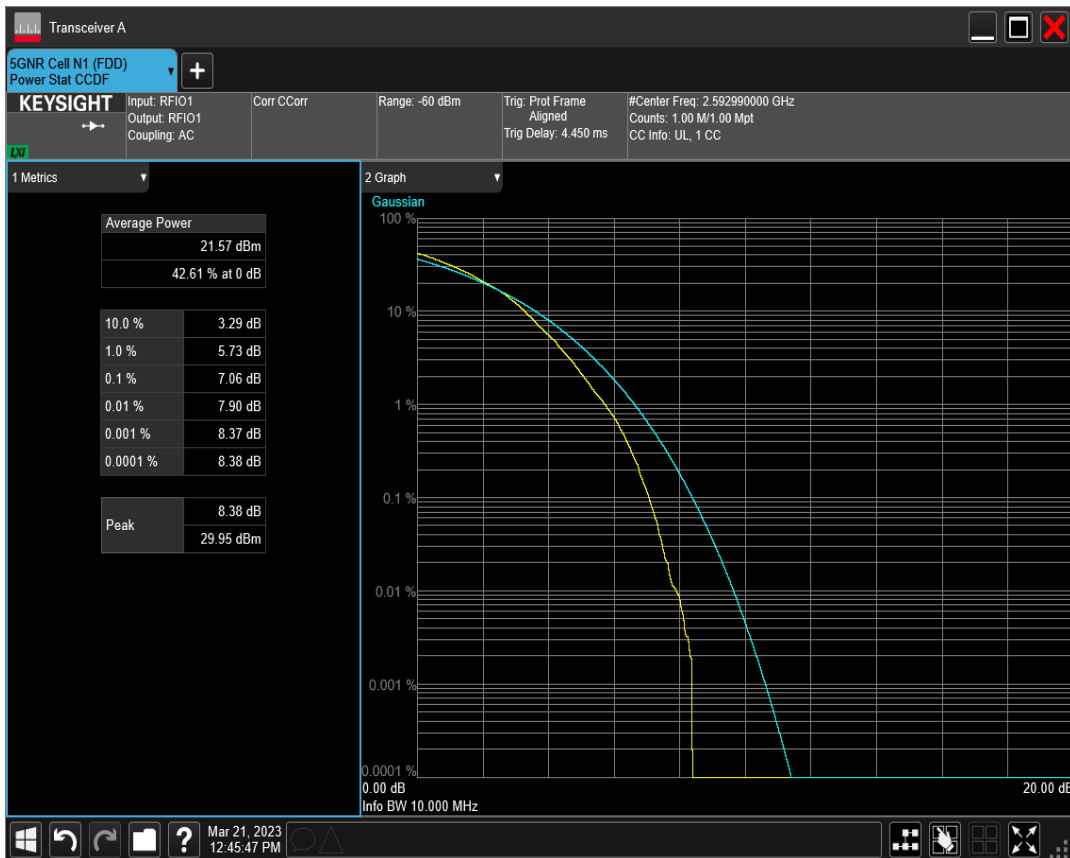 Transceiver A
5GNR Cell N1 (FDD)
Power Stat CCDF
KEYSIGHT
LXI
Input: RFIO1
Output: RFIO1
Coupling: AC
Corr CCorr
Range: -60 dBm
Trig: Prot Frame
Aligned
Trig Delay: 4.450 ms
#Center Freq: 2.592990000 GHz
Counts: 1.00 M/1.00 Mpt
CC Info: UL, 1 CC
1 Metrics
Average Power
21.57 dBm
42.61 % at 0 dB
10.0 % 3.29 dB
1.0 % 5.73 dB
0.1 % 7.06 dB
0.01 % 7.90 dB
0.001 % 8.37 dB
0.0001 % 8.38 dB
Peak
8.38 dB
29.95 dBm
2 Graph
Gaussian
100 %
10 %
1 %
0.1 %
0.01 %
0.001 %
0.0001 %
0.00 dB 20.00 dB
Info BW 10.000 MHz
?
Mar 21, 2023
12:45:47 PM